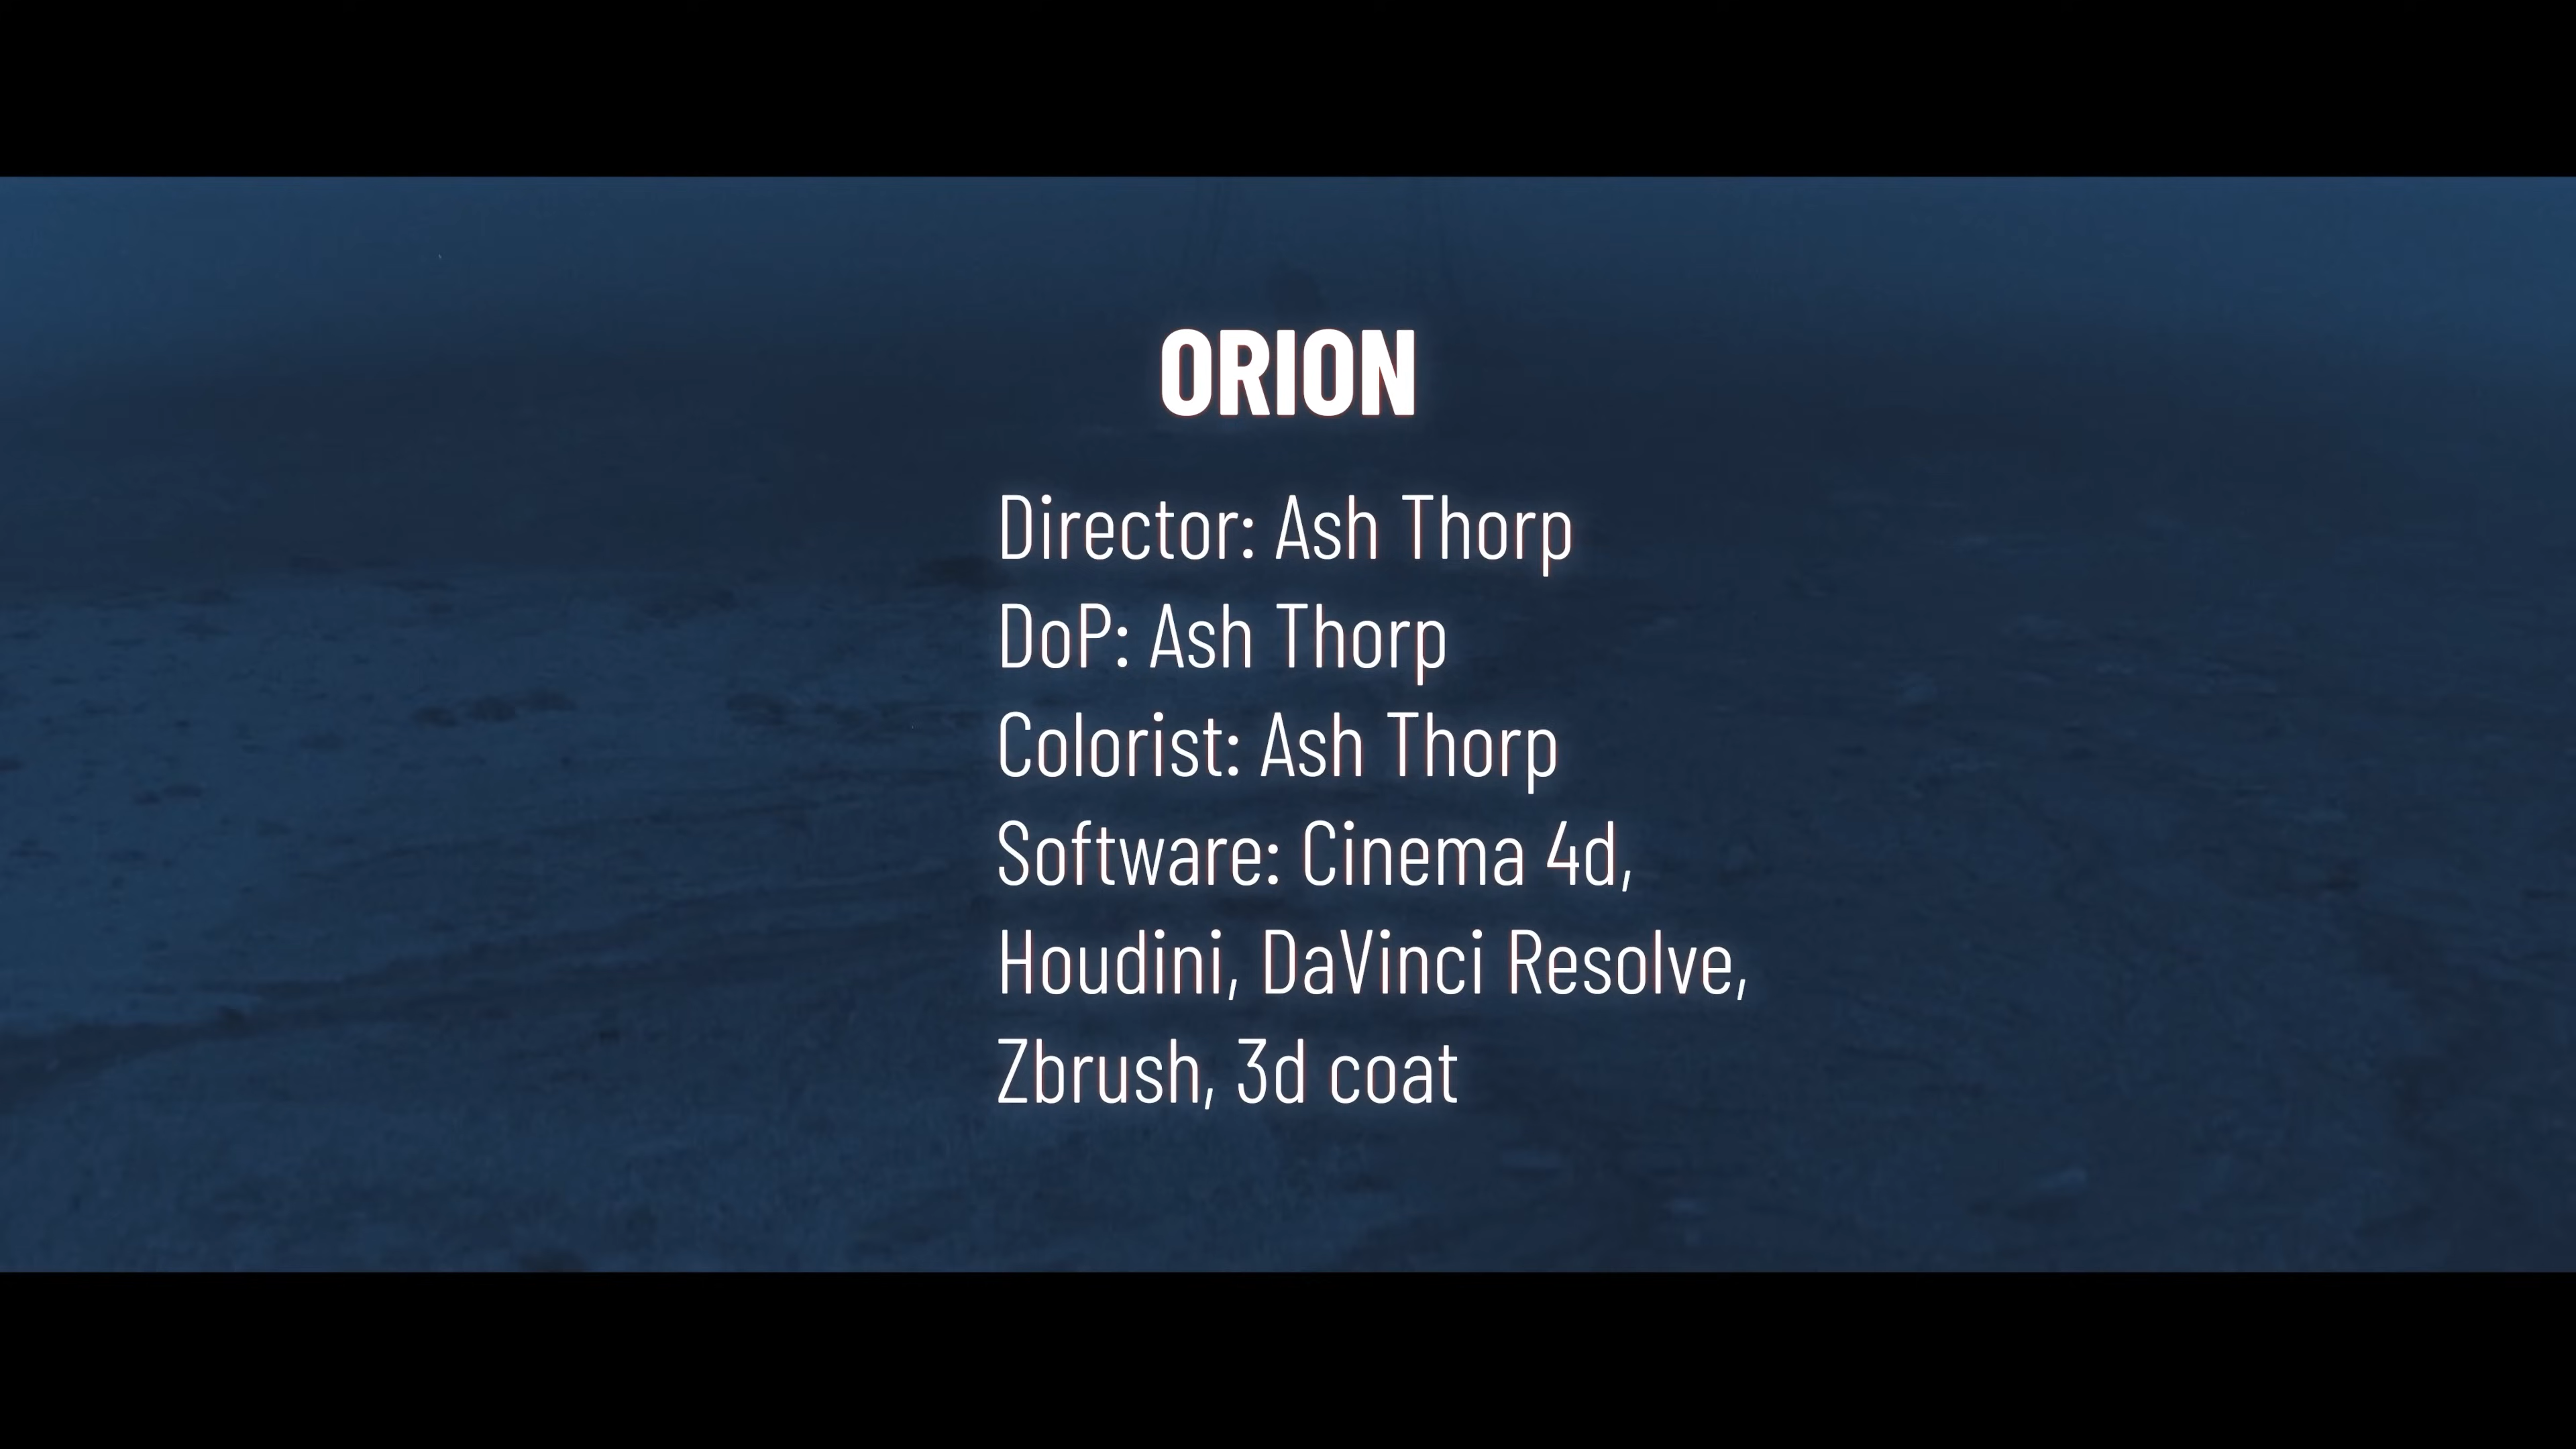 ORION
Director: Ash Thorp
DoP: Ash Thorp
Colorist: Ash Thorp
Software: Cinema 4d,
Houdini, DaVinci Resolve,
Zbrush, 3d coat